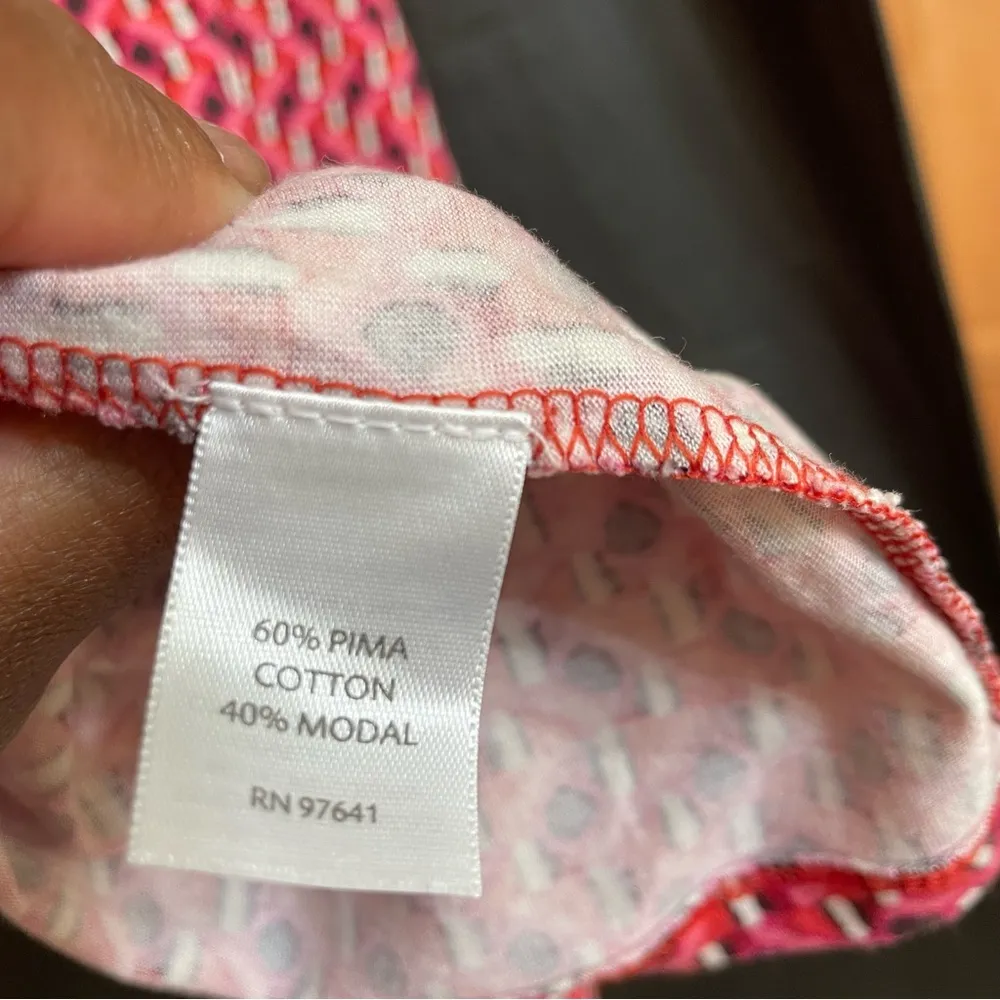 60% PIMA
COTTON
40% MODAL
RN 97641